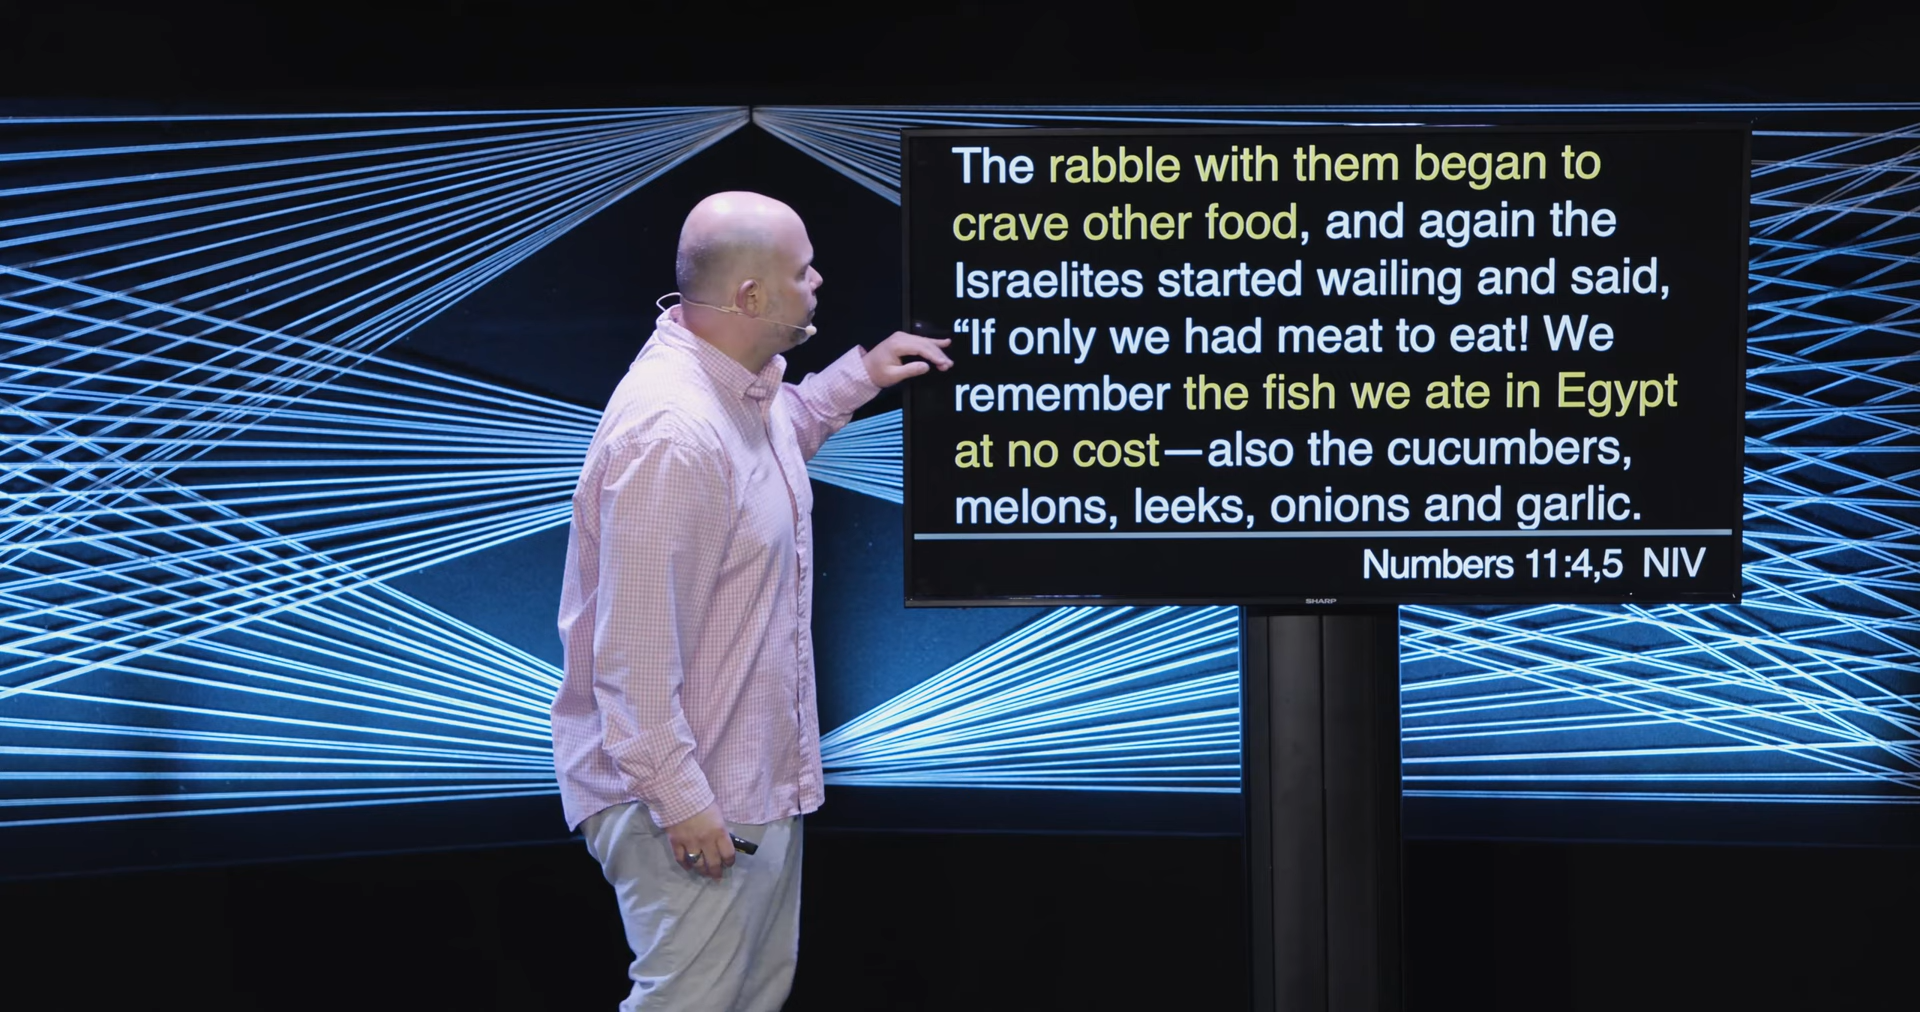 The rabble with them began to
crave other food, and again the
Israelites started wailing and said,
“If only we had meat to eat! We
remember the fish we ate in Egypt
at no cost—also the cucumbers,
melons, leeks, onions and garlic.
Numbers 11:4,5 NIV
SHARP